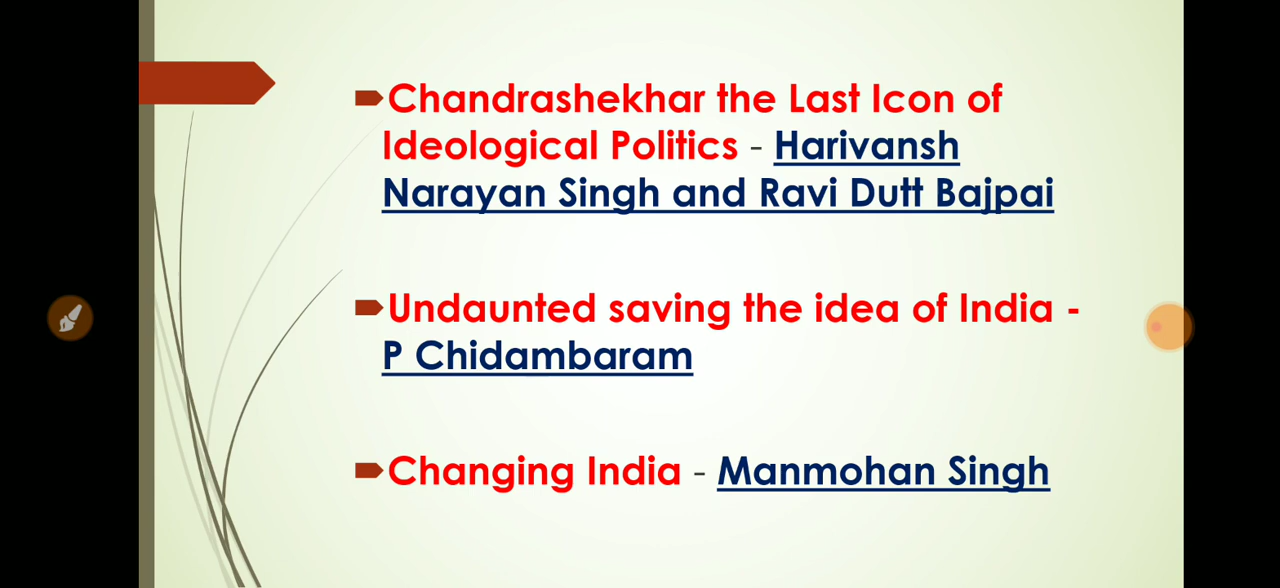 Chandrashekhar the Last Icon of
Ideological Politics - Harivansh
Narayan Singh and Ravi Dutt Bajpai
Undaunted saving the idea of India -
P Chidambaram
Changing India - Manmohan Singh